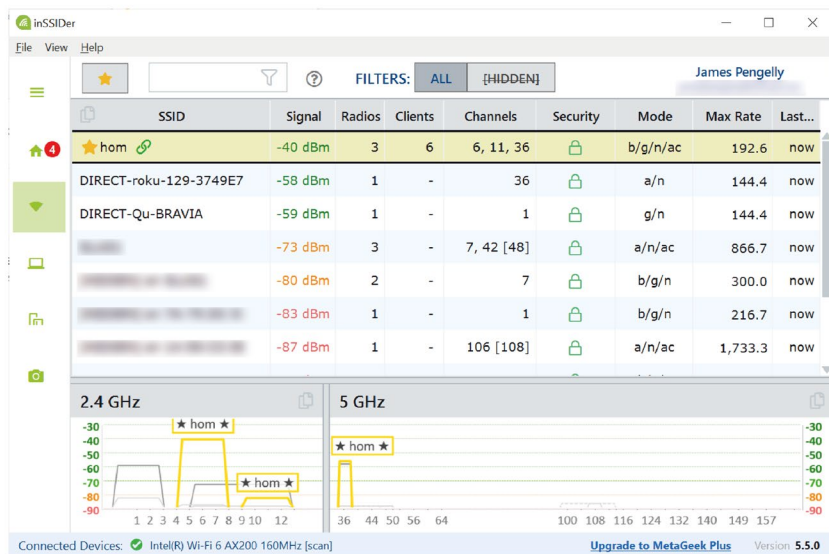 inSSIDer
File View Help
FILTERS: ALL [HIDDEN] James Pengelly
SSID Signal Radios Clients Channels Security Mode Max Rate Last...
4
hom -40 dBm 3 6 6, 11, 36 b/g/n/ac 192.6 now
DIRECT-roku-129-3749E7 -58 dBm 1 - 36 a/n 144.4 now
DIRECT-Qu-BRAVIA -59 dBm 1 - 1 g/n 144.4 now
-73 dBm 3 - 7, 42 [48] a/n/ac 866.7 now
-80 dBm 2 - 7 b/g/n 300.0 now
-83 dBm 1 - 1 b/g/n 216.7 now
-87 dBm 1 - 106 [108] a/n/ac 1,733.3 now
2.4 GHz 5 GHz
★ hom ★
★ hom ★
★ hom ★
-30 -30
-40 -40
-50 -50
-60 -60
-70 -70
-80 -80
-90 -90
1 2 3 4 5 6 7 8 9 10 12 36 44 50 56 64 100 108 116 124 132 140 149 157
Connected Devices: Intel(R) Wi-Fi 6 AX200 160MHz [scan] Upgrade to MetaGeek Plus Version 5.5.0